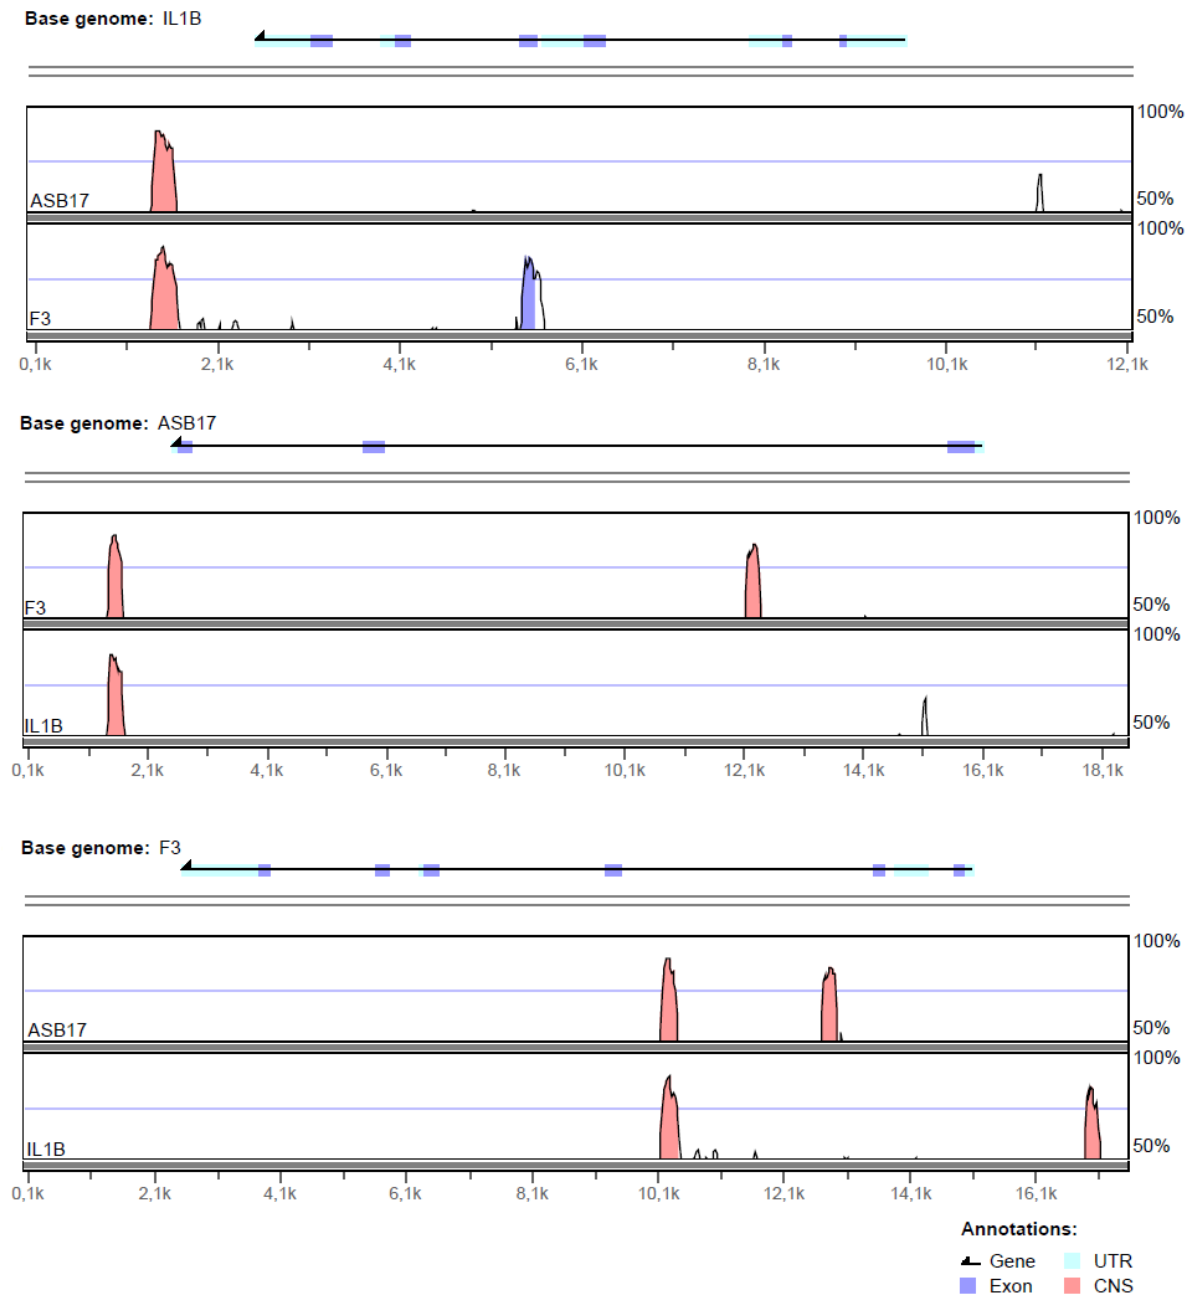 Base genome: IL1B
100%
ASB17
50%
100%
F3
50%
0,1k 2,1k 4,1k 6,1k 8,1k 10,1k 12,1k
Base genome: ASB17
100%
F3
50%
100%
IL1B
50%
0,1k 2,1k 4,1k 6,1k 8,1k 10,1k 12,1k 14,1k 16,1k 18,1k
Base genome: F3
100%
ASB17
50%
100%
IL1B
50%
0,1k 2,1k 4,1k 6,1k 8,1k 10,1k 12,1k 14,1k 16,1k
Annotations:
Gene UTR
Exon CNS